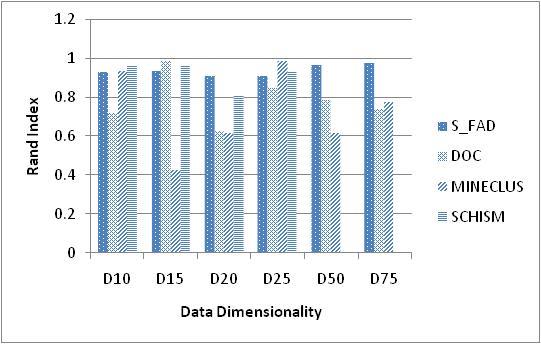 1.2
1
0.8
0.6
0.4
0.2
0
Rand Index
D10 D15 D20 D25 D50 D75
Data Dimensionality
S_FAD
DOC
MINECLUS
SCHISM